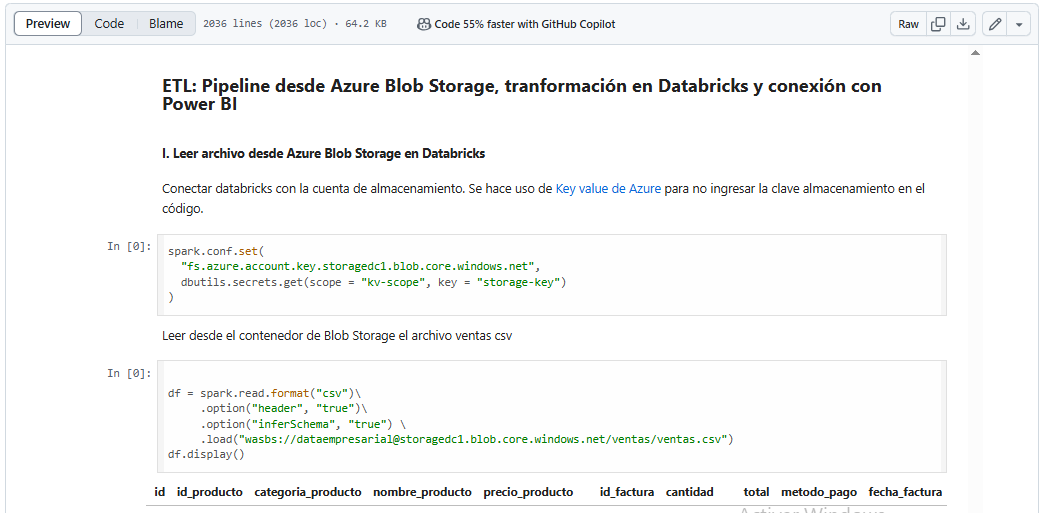 Preview Code Blame 2036 lines (2036 loc) · 64.2 KB Code 55% faster with GitHub Copilot Raw
ETL: Pipeline desde Azure Blob Storage, tranformación en Databricks y conexión con
Power BI
I. Leer archivo desde Azure Blob Storage en Databricks
Conectar databricks con la cuenta de almacenamiento. Se hace uso de Key value de Azure para no ingresar la clave almacenamiento en el
código.
In [0]:
spark.conf.set(
"fs.azure.account.key.storagedc1.blob.core.windows.net",
dbutils.secrets.get(scope = "kv-scope", key = "storage-key")
)
Leer desde el contenedor de Blob Storage el archivo ventas csv
In [0]:
df = spark.read.format("csv")\
.option("header", "true")\
.option("inferSchema", "true") \
.load("wasbs://dataempresarial@storagedc1.blob.core.windows.net/ventas/ventas.csv")
df.display()
id id_producto categoria_producto nombre_producto precio_producto id_factura cantidad total metodo_pago fecha_factura
Activar Windows